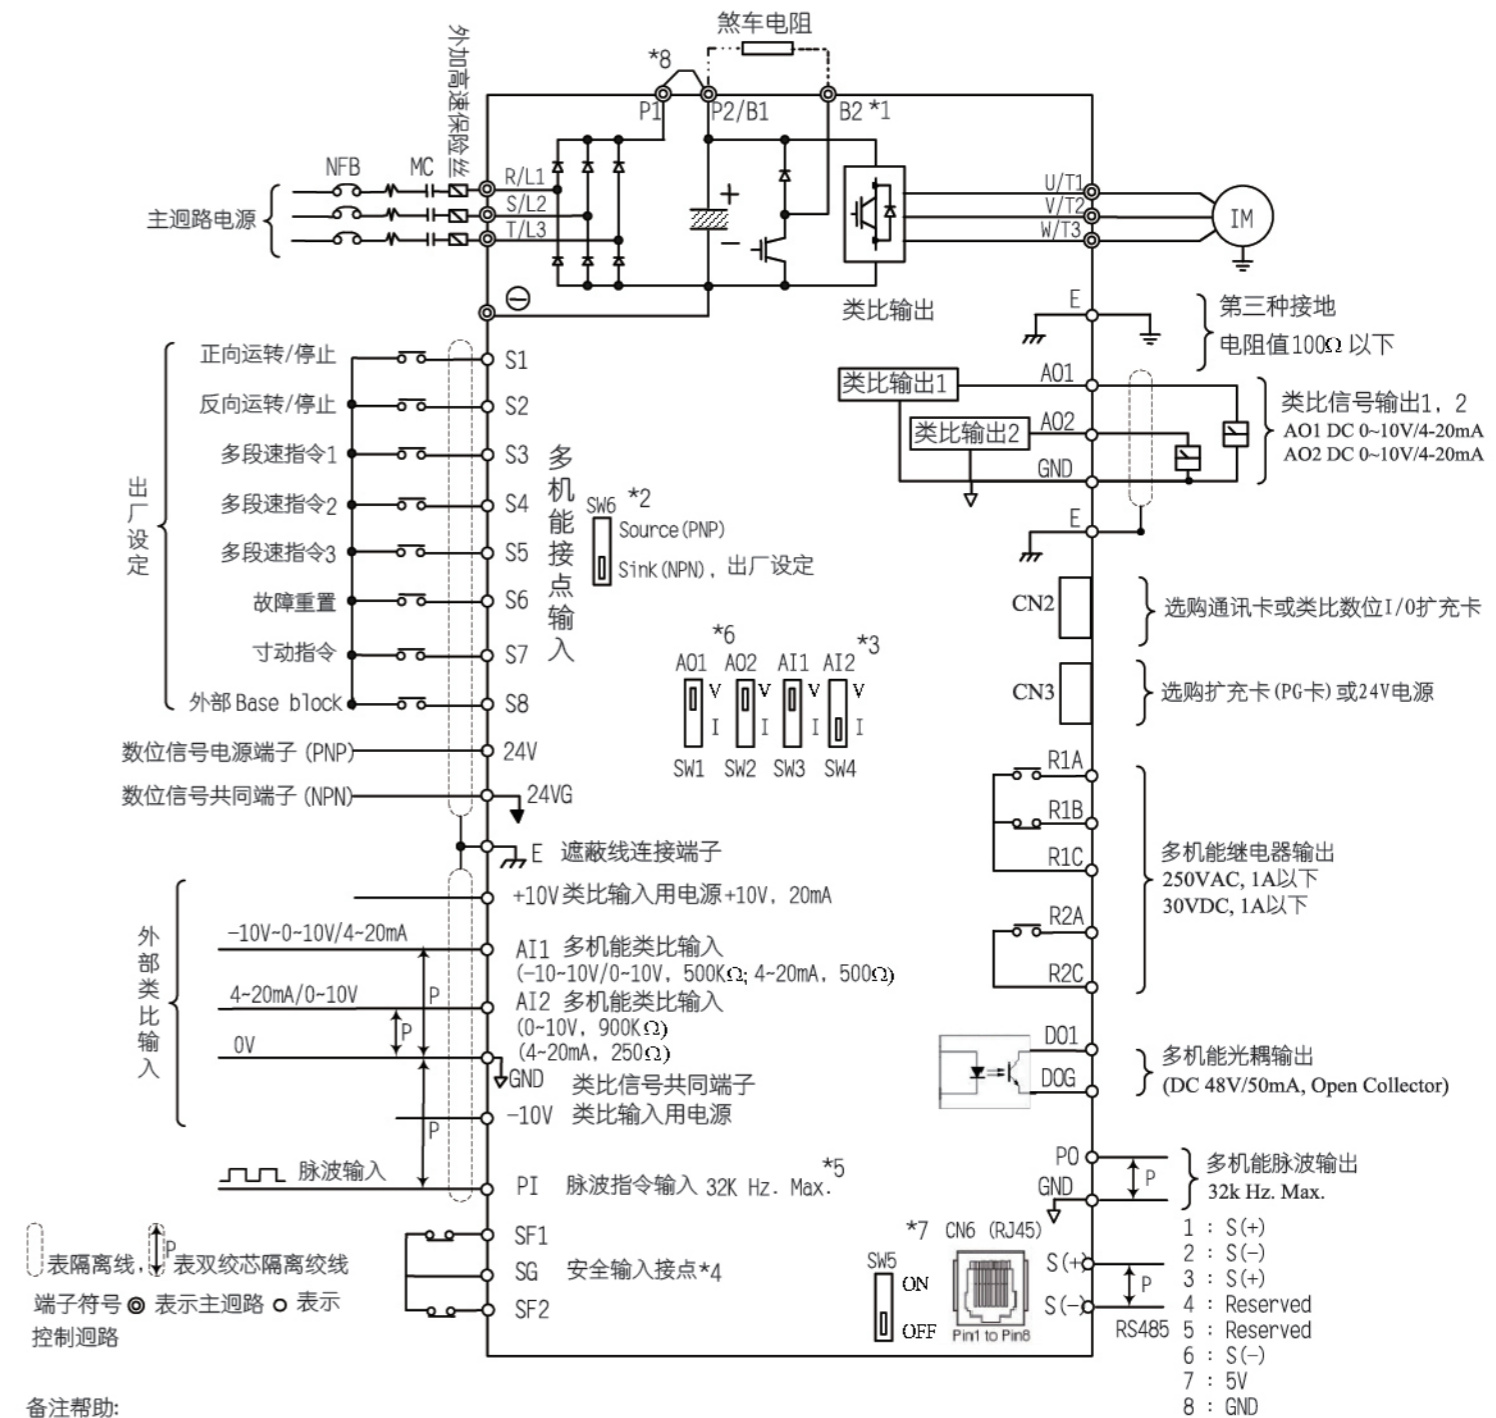 煞车电阻
外加高速保险丝
*8
P1
P2/B1
B2 *1
NFB
MC
主迴路电源
R/L1
S/L2
T/L3
+
−
U/T1
V/T2
W/T3
IM
⊖
类比输出
E
第三种接地
电阻值100Ω 以下
出厂设定
正向运转/停止
S1
反向运转/停止
S2
多段速指令1
S3
多段速指令2
S4
多段速指令3
S5
故障重置
S6
寸动指令
S7
外部 Base block
S8
多机能接点输入
SW6
*2
Source(PNP)
Sink(NPN), 出厂设定
类比输出1
AO1
类比输出2
AO2
GND
类比信号输出1, 2
AO1 DC 0~10V/4-20mA
AO2 DC 0~10V/4-20mA
E
CN2
选购通讯卡或类比数位I/O扩充卡
CN3
选购扩充卡(PG卡)或24V电源
*6
*3
AO1 AO2 AI1 AI2
V V V V
I I I I
SW1 SW2 SW3 SW4
数位信号电源端子 (PNP)
24V
数位信号共同端子 (NPN)
24VG
E 遮蔽线连接端子
R1A
R1B
R1C
R2A
R2C
多机能继电器输出
250VAC, 1A以下
30VDC, 1A以下
外部类比输入
+10V 类比输入用电源 +10V, 20mA
-10V~0~10V/4~20mA
AI1 多机能类比输入
(-10~10V/0~10V, 500KΩ; 4~20mA, 500Ω)
P
4~20mA/0~10V
AI2 多机能类比输入
(0~10V, 900KΩ)
P
(4~20mA, 250Ω)
0V
GND 类比信号共同端子
-10V 类比输入用电源
P
脉波输入
PI 脉波指令输入 32K Hz. Max.
*5
DO1
DOG
多机能光耦输出
(DC 48V/50mA, Open Collector)
PO
GND
P
多机能脉波输出
32k Hz. Max.
SF1
SG 安全输入接点*4
SF2
表隔离线,
P
表双绞芯隔离绞线
端子符号 ◎ 表示主迴路 ○ 表示
控制迴路
*7 CN6 (RJ45)
SW5
ON
OFF
Pin1 to Pin8
S(+)
S(-)
P
RS485
1 : S(+)
2 : S(-)
3 : S(+)
4 : Reserved
5 : Reserved
6 : S(-)
7 : 5V
8 : GND
备注帮助: